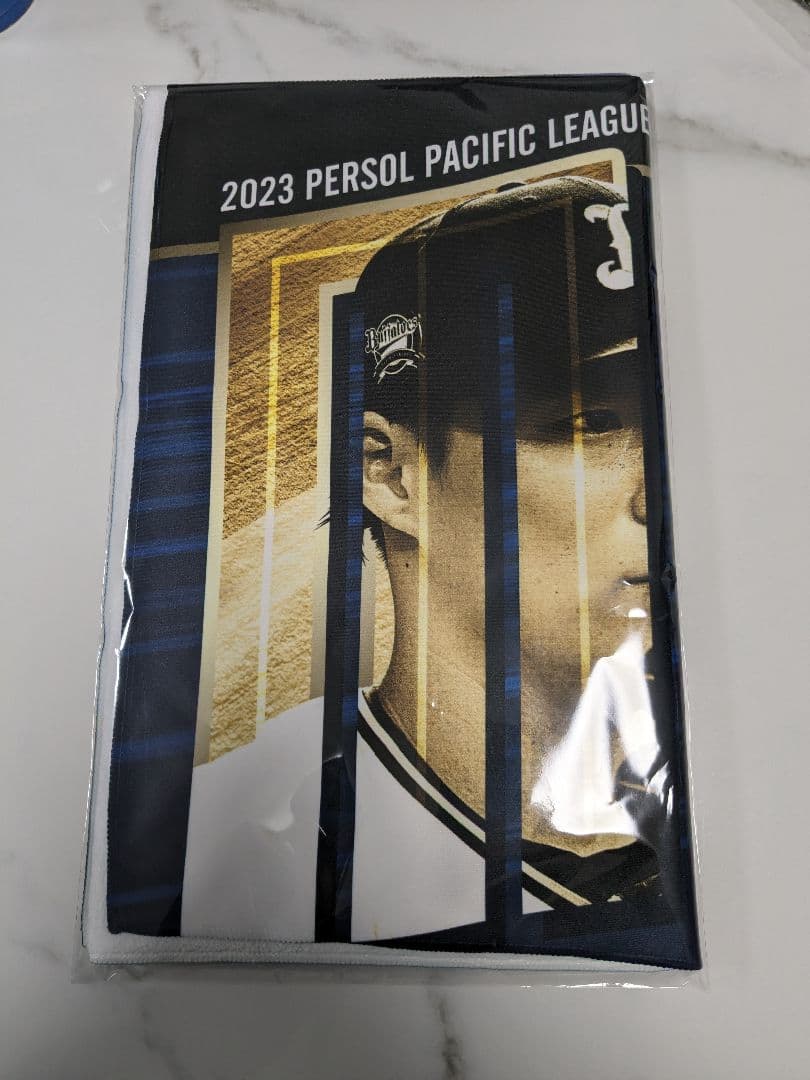 2023 PERSOL PACIFIC LEAGUE
Buffaloes